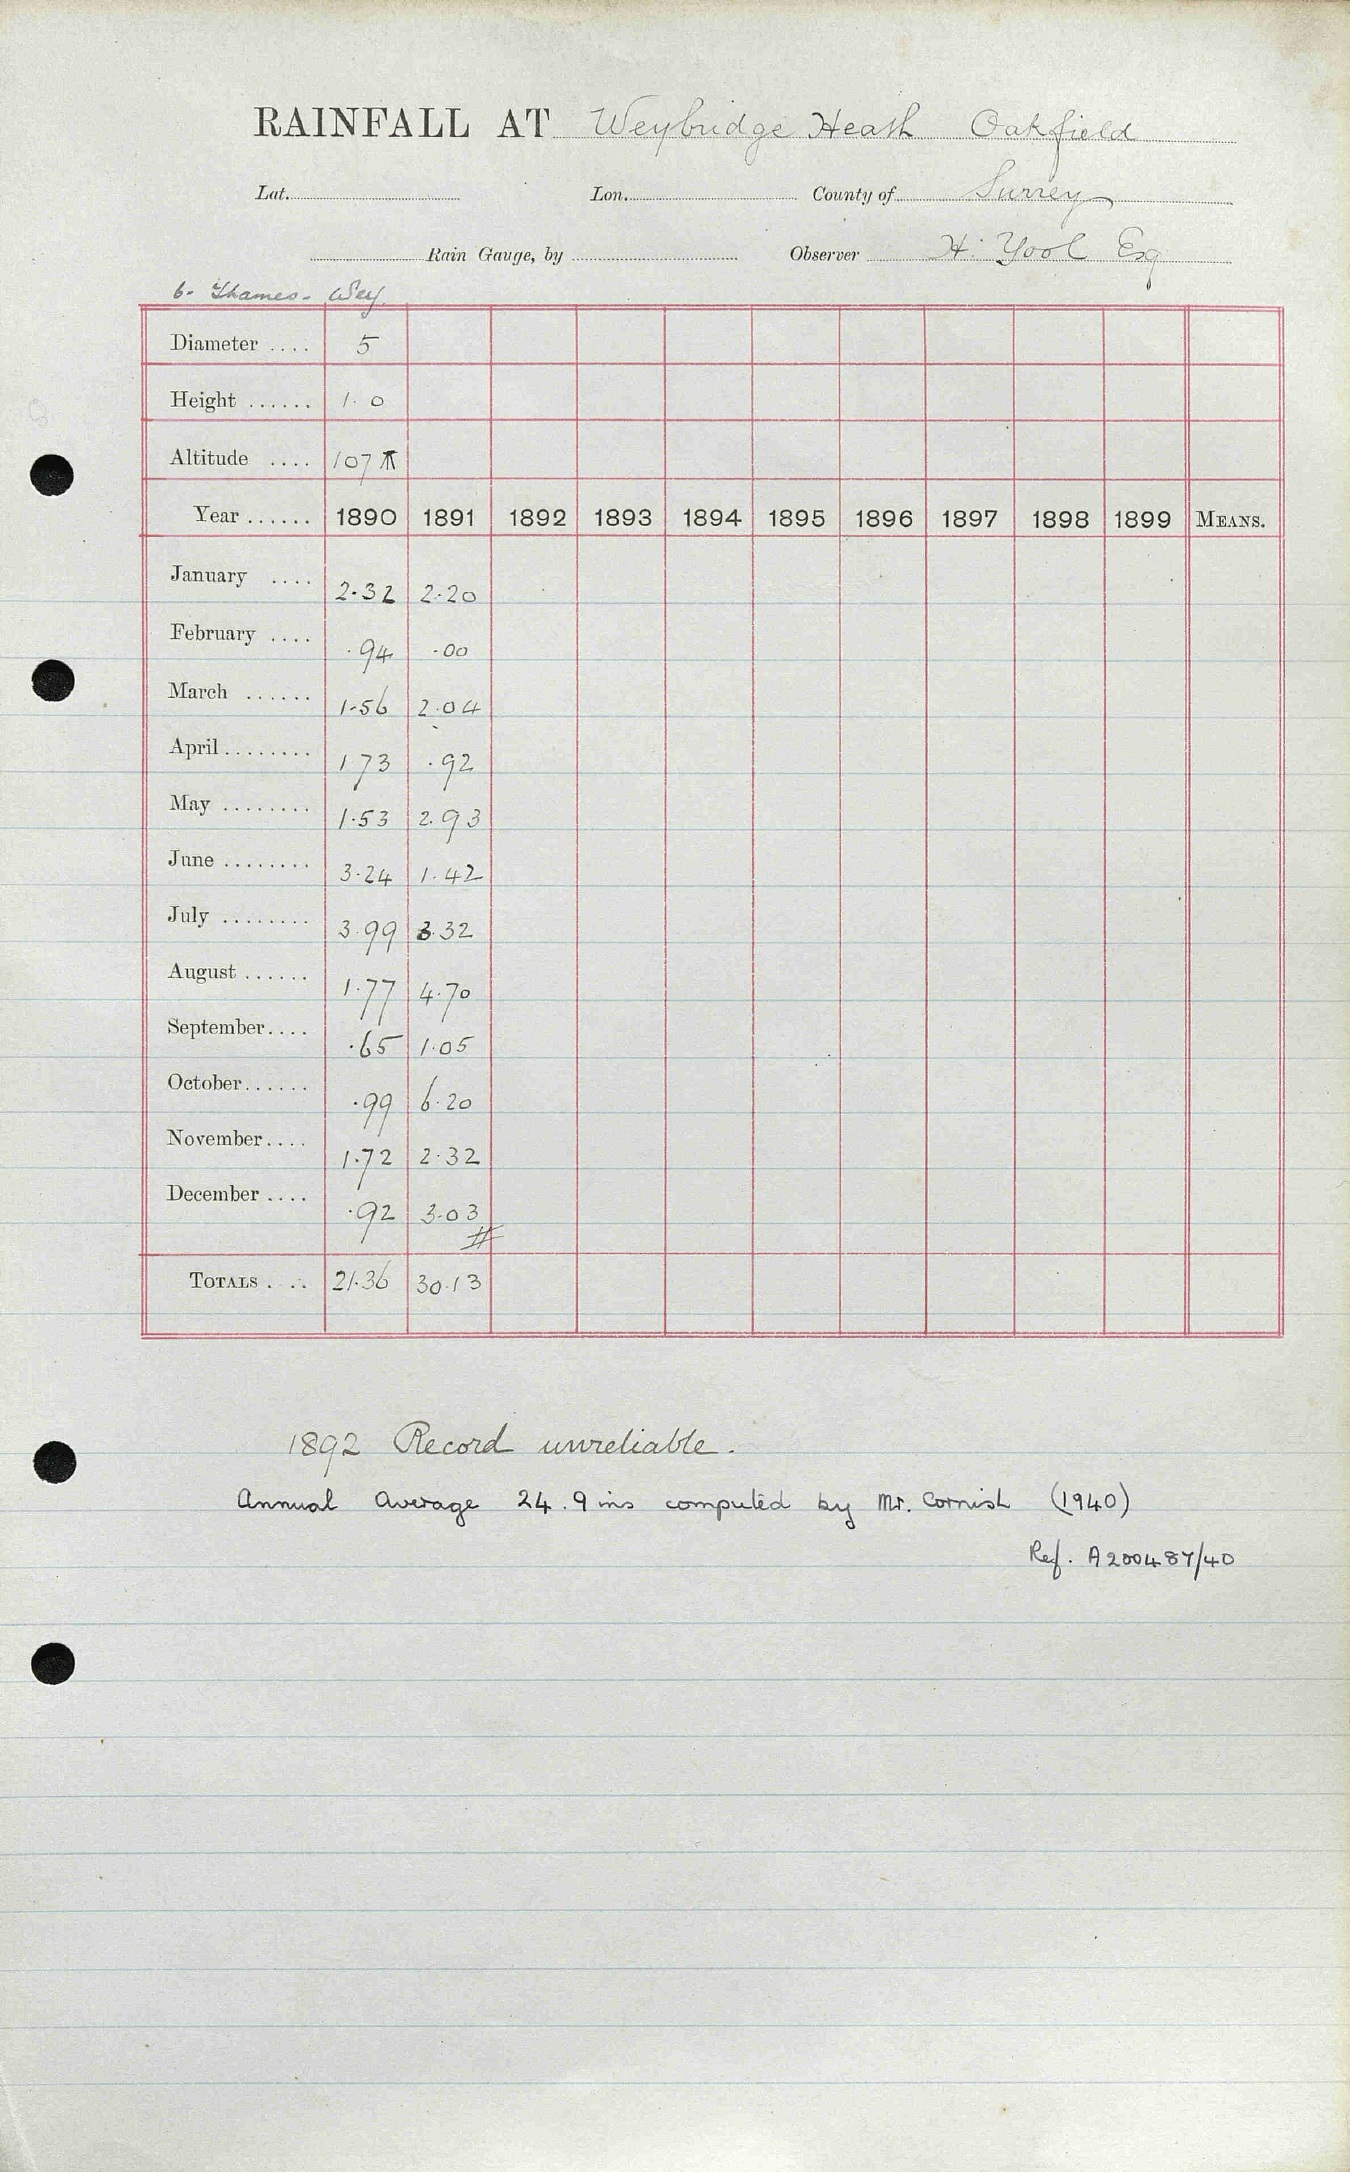 RAINFALL AT Weybridge Heath Oakfield
Lat. Lon. County of Surrey
Rain Gauge, by Observer H. Yool Esq
6- Thames- Wey
Diameter .... 5
Height ...... 1.0
Altitude .... 107
Year ...... 1890 1891 1892 1893 1894 1895 1896 1897 1898 1899 MEANS.
January .... 2.32 2.20
February .... .94 .00
March ...... 1.56 2.04
April ........ 1 73 .92
May ........ 1.53 2.93
June ........ 3.24 1.42
July ........ 3.99 3.32
August ...... 1.77 4.70
September.... .65 1.05
October...... .99 6.20
November.... 1.72 2.32
December .... .92 3.03
TOTALS .... 21.36 30.13
1892 Record unreliable.
Annual Average 24.9 ins computed by Mr. Cornish (1940)
Ref. A200487/40